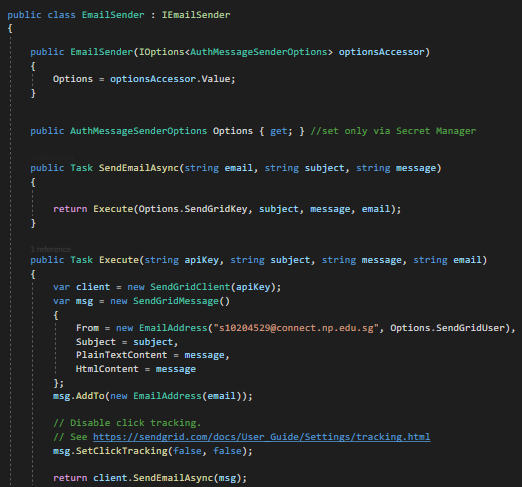 public class EmailSender : IEmailSender
{
public EmailSender(IOptions<AuthMessageSenderOptions> optionsAccessor)
{
Options = optionsAccessor.Value;
}
public AuthMessageSenderOptions Options { get; } //set only via Secret Manager
public Task SendEmailAsync(string email, string subject, string message)
{
return Execute(Options.SendGridKey, subject, message, email);
}
1 reference
public Task Execute(string apiKey, string subject, string message, string email)
{
var client = new SendGridClient(apiKey);
var msg = new SendGridMessage()
{
From = new EmailAddress("s10204529@connect.np.edu.sg", Options.SendGridUser),
Subject = subject,
PlainTextContent = message,
HtmlContent = message
};
msg.AddTo(new EmailAddress(email));
// Disable click tracking.
// See https://sendgrid.com/docs/User_Guide/Settings/tracking.html
msg.SetClickTracking(false, false);
return client.SendEmailAsync(msg);